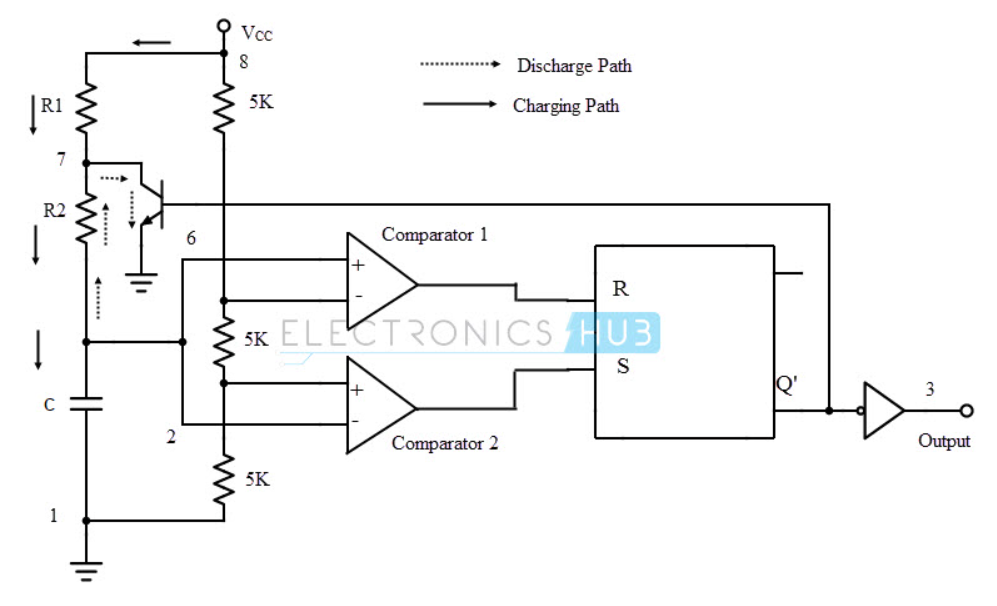 Vcc
8
Discharge Path
5K
R1
Charging Path
7
R2
6
Comparator 1
+
-
R
ELECTRONICS HUB
5K
S
Q'
+
3
C
-
2
Comparator 2
Output
5K
1